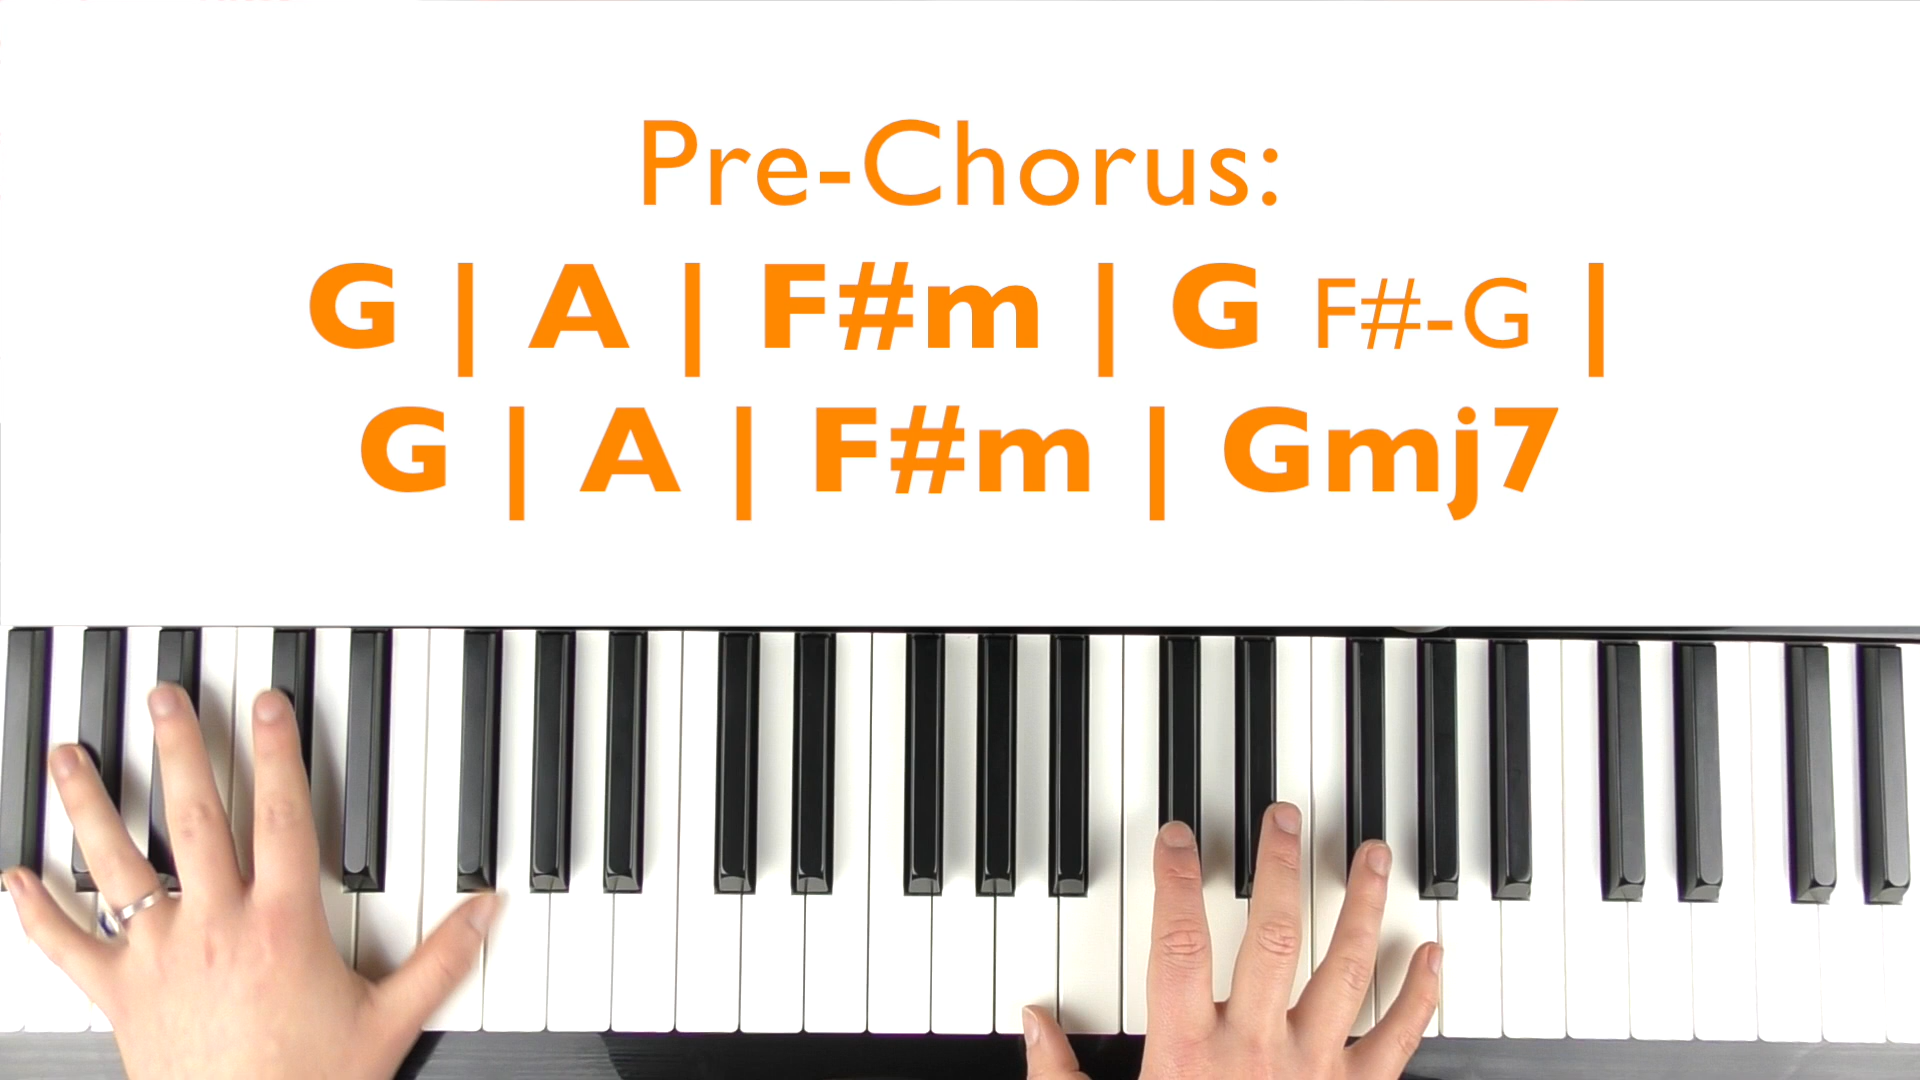 Pre-Chorus:
G | A | F#m | G F#-G |
G | A | F#m | Gmj7